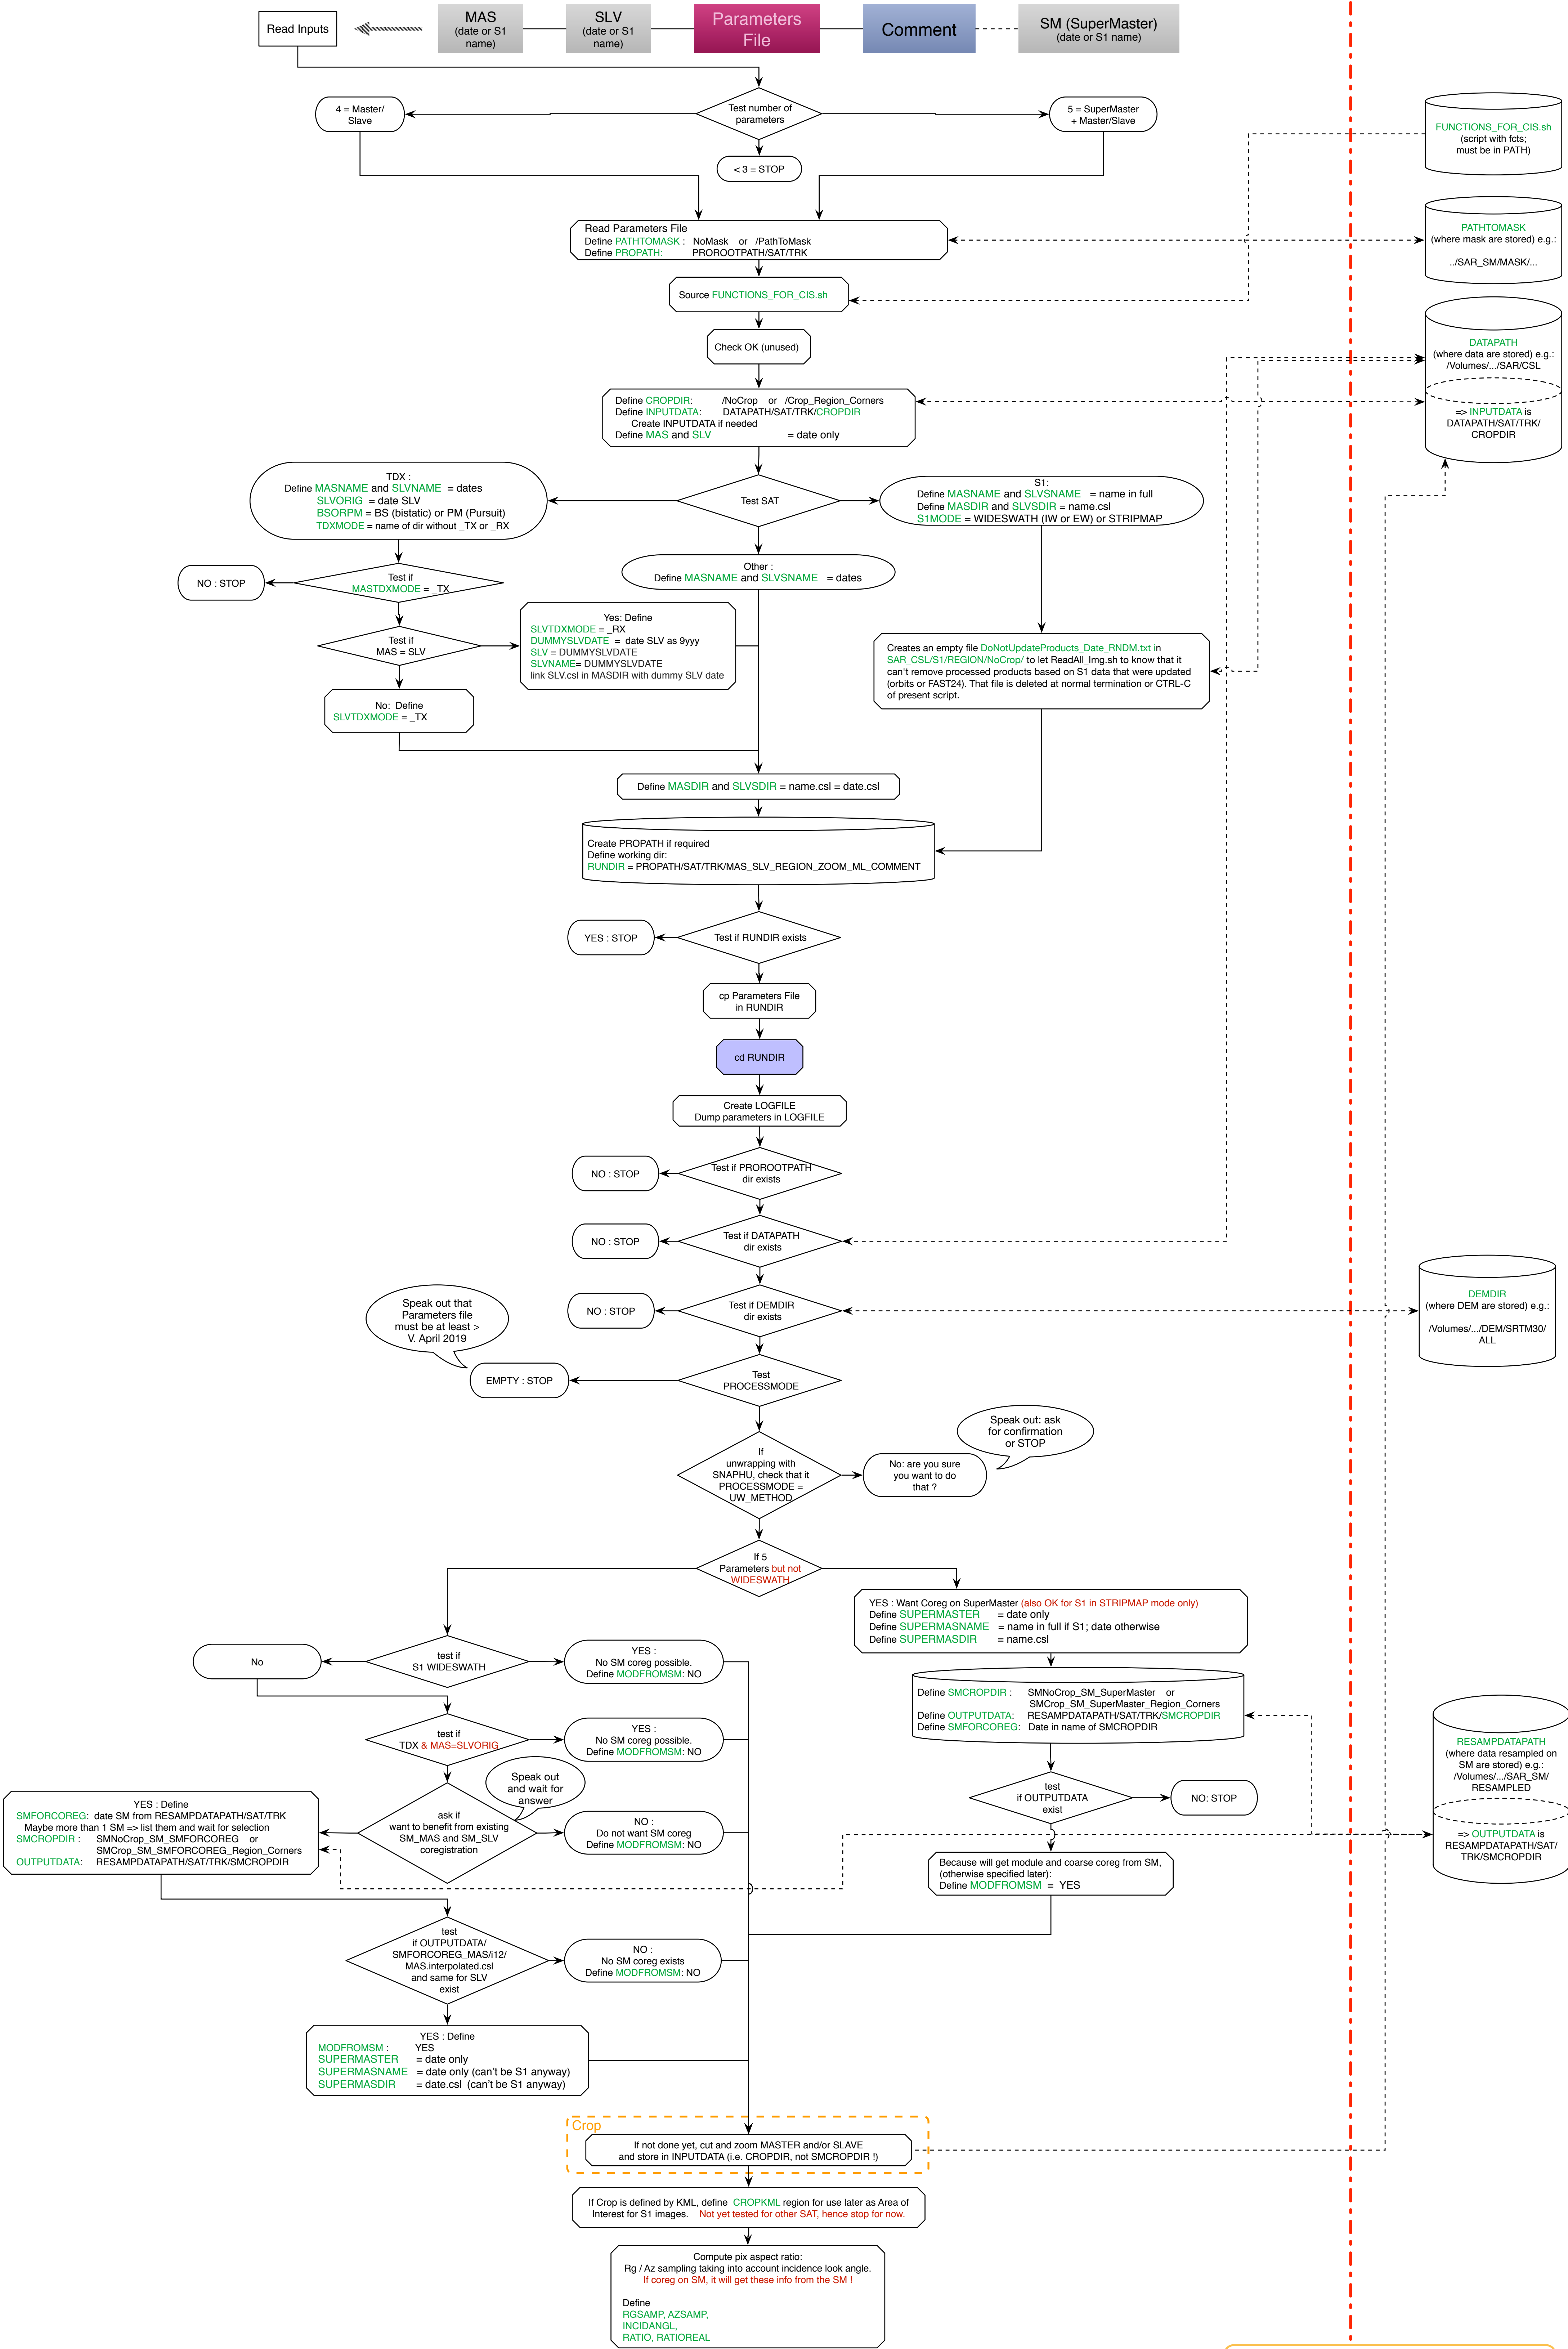 Read Inputs
MAS
(date or S1
name)
SLV
(date or S1
name)
Parameters
File
Comment
SM (SuperMaster)
(date or S1 name)
Test number of
parameters
4 = Master/
Slave
5 = SuperMaster
+ Master/Slave
< 3 = STOP
FUNCTIONS_FOR_CIS.sh
(script with fcts;
must be in PATH)
Read Parameters File
Define PATHTOMASK : NoMask or /PathToMask
Define PROPATH: PROROOTPATH/SAT/TRK
PATHTOMASK
(where mask are stored) e.g.:
../SAR_SM/MASK/...
Source FUNCTIONS_FOR_CIS.sh
Check OK (unused)
DATAPATH
(where data are stored) e.g.:
/Volumes/.../SAR/CSL
=> INPUTDATA is
DATAPATH/SAT/TRK/
CROPDIR
Define CROPDIR: /NoCrop or /Crop_Region_Corners
Define INPUTDATA: DATAPATH/SAT/TRK/CROPDIR
Create INPUTDATA if needed
Define MAS and SLV = date only
Test SAT
TDX :
Define MASNAME and SLVNAME = dates
SLVORIG = date SLV
BSORPM = BS (bistatic) or PM (Pursuit)
TDXMODE = name of dir without _TX or _RX
S1:
Define MASNAME and SLVSNAME = name in full
Define MASDIR and SLVSDIR = name.csl
S1MODE = WIDESWATH (IW or EW) or STRIPMAP
Other :
Define MASNAME and SLVSNAME = dates
Test if
MASTDXMODE = _TX
NO : STOP
Test if
MAS = SLV
Yes: Define
SLVTDXMODE = _RX
DUMMYSLVDATE = date SLV as 9yyy
SLV = DUMMYSLVDATE
SLVNAME= DUMMYSLVDATE
link SLV.csl in MASDIR with dummy SLV date
No: Define
SLVTDXMODE = _TX
Creates an empty file DoNotUpdateProducts_Date_RNDM.txt in
SAR_CSL/S1/REGION/NoCrop/ to let ReadAll_Img.sh to know that it
can't remove processed products based on S1 data that were updated
(orbits or FAST24). That file is deleted at normal termination or CTRL-C
of present script.
Define MASDIR and SLVSDIR = name.csl = date.csl
Create PROPATH if required
Define working dir:
RUNDIR = PROPATH/SAT/TRK/MAS_SLV_REGION_ZOOM_ML_COMMENT
Test if RUNDIR exists
YES : STOP
cp Parameters File
in RUNDIR
cd RUNDIR
Create LOGFILE
Dump parameters in LOGFILE
Test if PROROOTPATH
dir exists
NO : STOP
Test if DATAPATH
dir exists
NO : STOP
Test if DEMDIR
dir exists
NO : STOP
DEMDIR
(where DEM are stored) e.g.:
/Volumes/.../DEM/SRTM30/
ALL
Speak out that
Parameters file
must be at least >
V. April 2019
Test
PROCESSMODE
EMPTY : STOP
If
unwrapping with
SNAPHU, check that it
PROCESSMODE =
UW_METHOD
No: are you sure
you want to do
that ?
Speak out: ask
for confirmation
or STOP
If 5
Parameters but not
WIDESWATH
YES : Want Coreg on SuperMaster (also OK for S1 in STRIPMAP mode only)
Define SUPERMASTER = date only
Define SUPERMASNAME = name in full if S1; date otherwise
Define SUPERMASDIR = name.csl
test if
S1 WIDESWATH
No
YES :
No SM coreg possible.
Define MODFROMSM: NO
Define SMCROPDIR : SMNoCrop_SM_SuperMaster or
SMCrop_SM_SuperMaster_Region_Corners
Define OUTPUTDATA: RESAMPDATAPATH/SAT/TRK/SMCROPDIR
Define SMFORCOREG: Date in name of SMCROPDIR
test if
TDX & MAS=SLVORIG
YES :
No SM coreg possible.
Define MODFROMSM: NO
RESAMPDATAPATH
(where data resampled on
SM are stored) e.g.:
/Volumes/.../SAR_SM/
RESAMPLED
=> OUTPUTDATA is
RESAMPDATAPATH/SAT/
TRK/SMCROPDIR
Speak out
and wait for
answer
test
if OUTPUTDATA
exist
NO: STOP
YES : Define
SMFORCOREG: date SM from RESAMPDATAPATH/SAT/TRK
Maybe more than 1 SM => list them and wait for selection
SMCROPDIR : SMNoCrop_SM_SMFORCOREG or
SMCrop_SM_SMFORCOREG_Region_Corners
OUTPUTDATA: RESAMPDATAPATH/SAT/TRK/SMCROPDIR
ask if
want to benefit from existing
SM_MAS and SM_SLV
coregistration
NO :
Do not want SM coreg
Define MODFROMSM: NO
Because will get module and coarse coreg from SM,
(otherwise specified later):
Define MODFROMSM = YES
test
if OUTPUTDATA/
SMFORCOREG_MAS/i12/
MAS.interpolated.csl
and same for SLV
exist
NO :
No SM coreg exists
Define MODFROMSM: NO
YES : Define
MODFROMSM : YES
SUPERMASTER = date only
SUPERMASNAME = date only (can't be S1 anyway)
SUPERMASDIR = date.csl (can't be S1 anyway)
Crop
If not done yet, cut and zoom MASTER and/or SLAVE
and store in INPUTDATA (i.e. CROPDIR, not SMCROPDIR !)
If Crop is defined by KML, define CROPKML region for use later as Area of
Interest for S1 images. Not yet tested for other SAT, hence stop for now.
Compute pix aspect ratio:
Rg / Az sampling taking into account incidence look angle.
If coreg on SM, it will get these info from the SM !
Define
RGSAMP, AZSAMP,
INCIDANGL,
RATIO, RATIOREAL